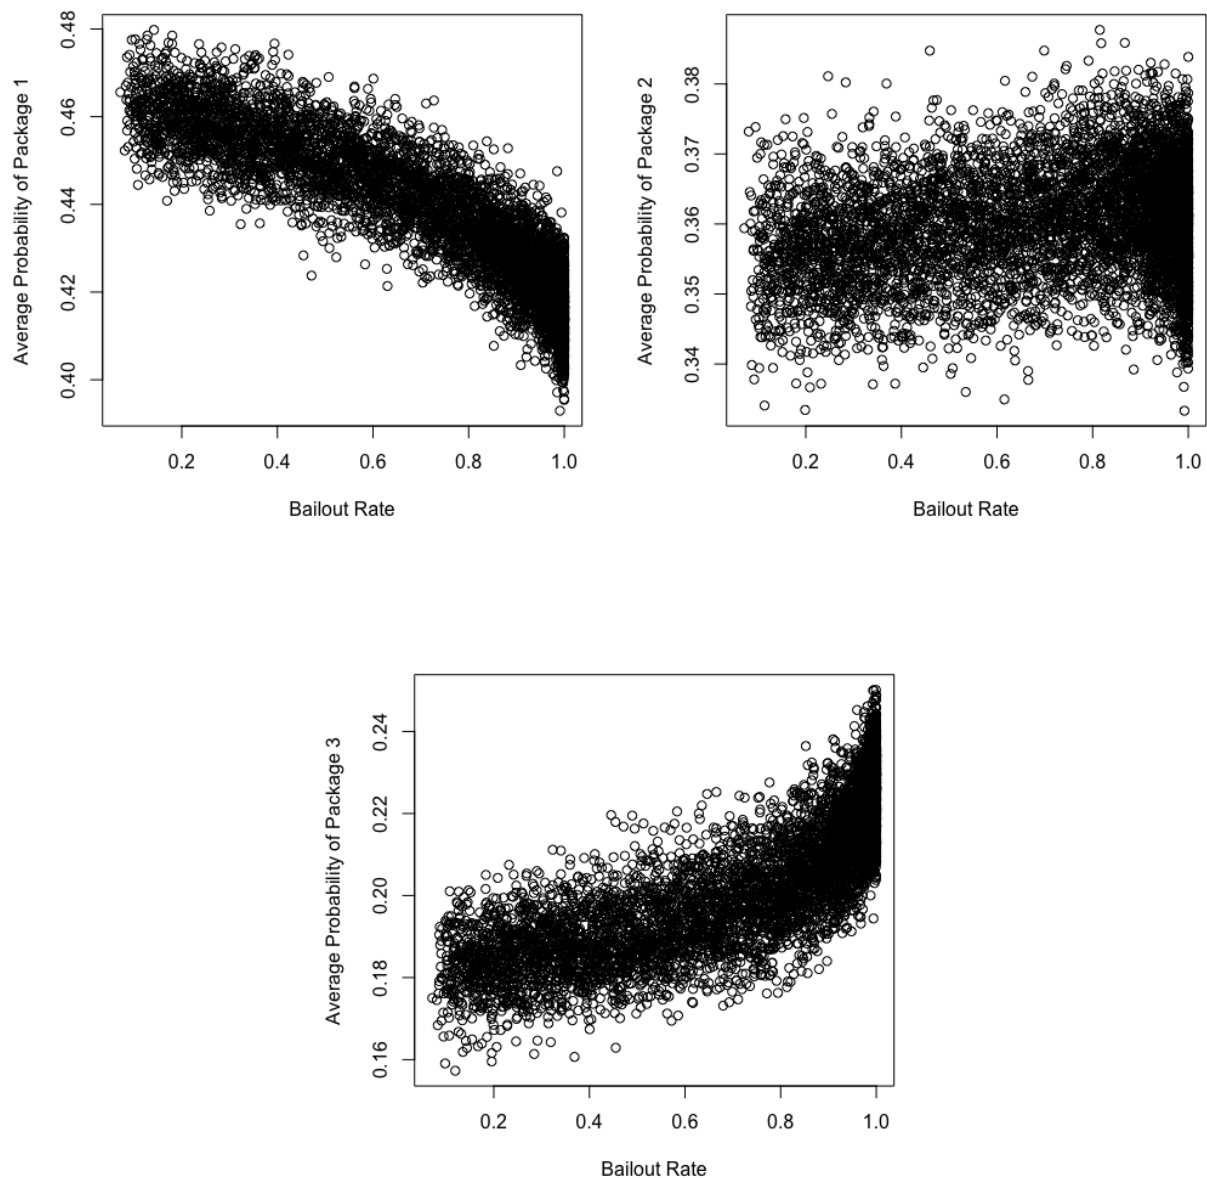 Average Probability of Package 1
0.48
0.46
0.44
0.42
0.40
0.2 0.4 0.6 0.8 1.0
Bailout Rate
Average Probability of Package 2
0.38
0.37
0.36
0.35
0.34
0.2 0.4 0.6 0.8 1.0
Bailout Rate
Average Probability of Package 3
0.24
0.22
0.20
0.18
0.16
0.2 0.4 0.6 0.8 1.0
Bailout Rate